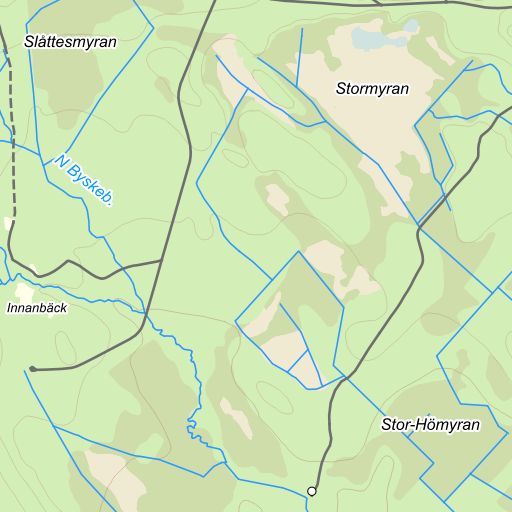 Slåttesmyran
Stormyran
N Byskeb.
Innanbäck
Stor-Hömyran